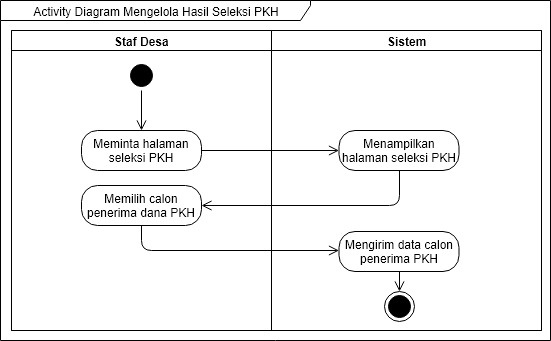 Activity Diagram Mengelola Hasil Seleksi PKH
Staf Desa
Sistem
Meminta halaman
seleksi PKH
Menampilkan
halaman seleksi PKH
Memilih calon
penerima dana PKH
Mengirim data calon
penerima PKH